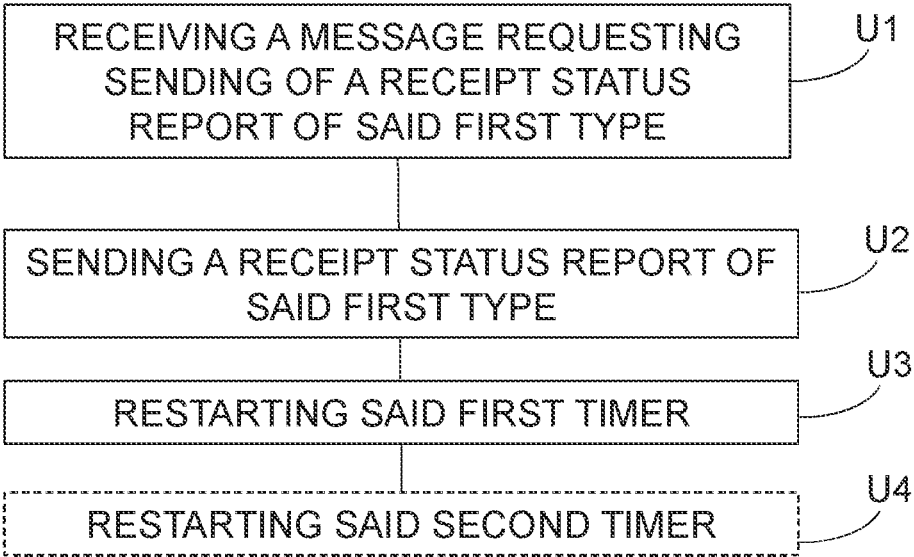 RECEIVING A MESSAGE REQUESTING
SENDING OF A RECEIPT STATUS
REPORT OF SAID FIRST TYPE
U1
SENDING A RECEIPT STATUS REPORT OF
SAID FIRST TYPE
U2
RESTARTING SAID FIRST TIMER
U3
RESTARTING SAID SECOND TIMER
U4